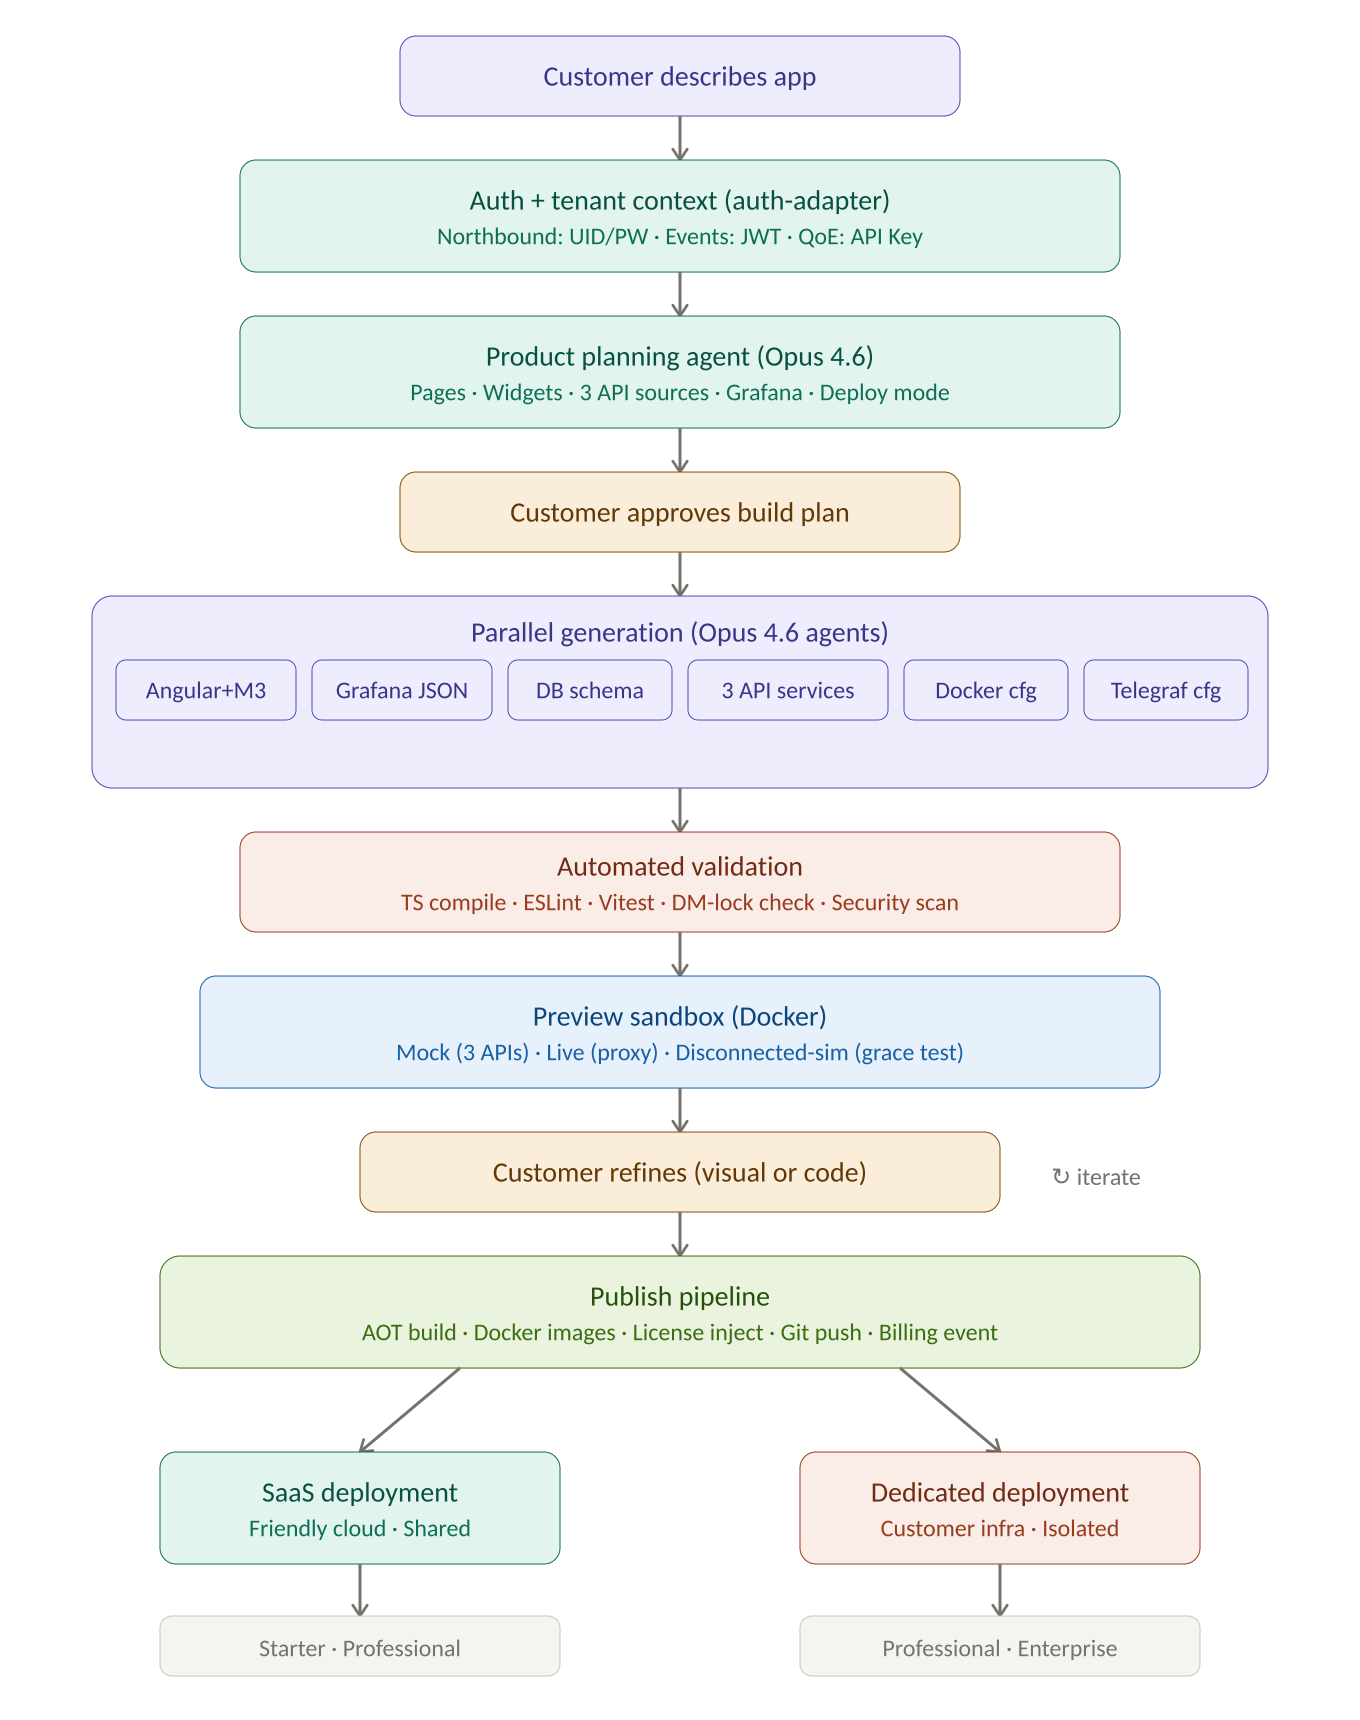 Customer describes app
Auth + tenant context (auth-adapter)
Northbound: UID/PW · Events: JWT · QoE: API Key
Product planning agent (Opus 4.6)
Pages · Widgets · 3 API sources · Grafana · Deploy mode
Customer approves build plan
Parallel generation (Opus 4.6 agents)
Angular+M3
Grafana JSON
DB schema
3 API services
Docker cfg
Telegraf cfg
Automated validation
TS compile · ESLint · Vitest · DM-lock check · Security scan
Preview sandbox (Docker)
Mock (3 APIs) · Live (proxy) · Disconnected-sim (grace test)
Customer refines (visual or code)
↻ iterate
Publish pipeline
AOT build · Docker images · License inject · Git push · Billing event
SaaS deployment
Friendly cloud · Shared
Dedicated deployment
Customer infra · Isolated
Starter · Professional
Professional · Enterprise